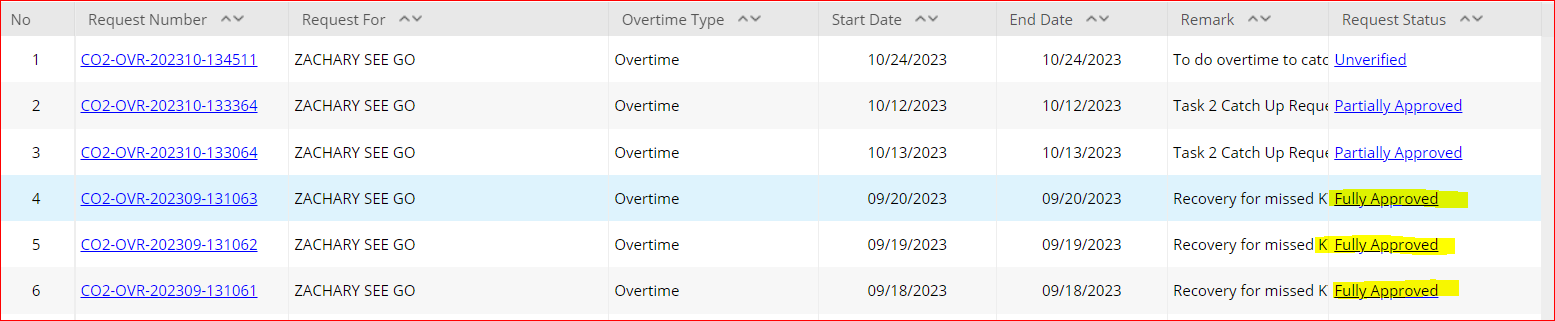 No Request Number Request For Overtime Type Start Date End Date Remark Request Status
1 CO2-OVR-202310-134511 ZACHARY SEE GO Overtime 10/24/2023 10/24/2023 To do overtime to catc Unverified
2 CO2-OVR-202310-133364 ZACHARY SEE GO Overtime 10/12/2023 10/12/2023 Task 2 Catch Up Reque Partially Approved
3 CO2-OVR-202310-133064 ZACHARY SEE GO Overtime 10/13/2023 10/13/2023 Task 2 Catch Up Reque Partially Approved
4 CO2-OVR-202309-131063 ZACHARY SEE GO Overtime 09/20/2023 09/20/2023 Recovery for missed K Fully Approved
5 CO2-OVR-202309-131062 ZACHARY SEE GO Overtime 09/19/2023 09/19/2023 Recovery for missed K Fully Approved
6 CO2-OVR-202309-131061 ZACHARY SEE GO Overtime 09/18/2023 09/18/2023 Recovery for missed K Fully Approved